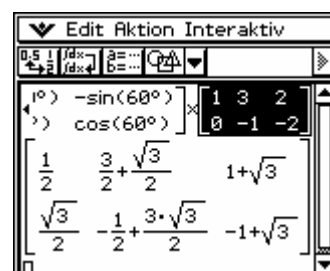 Edit Aktion Interaktiv
°) -sin(60°)] × [1 3 2
) cos(60°)] [0 -1 -2]
[1/2 3/2+√3/2 1+√3
√3/2 -1/2+3·√3/2 -1+√3]